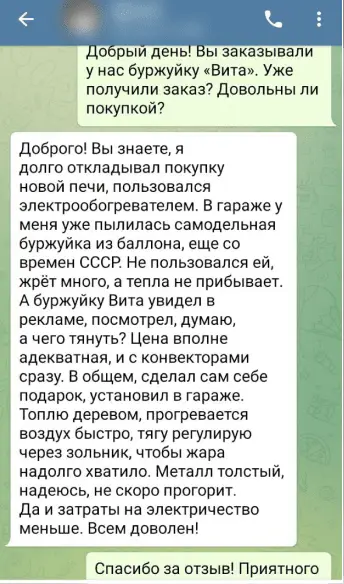 Добрый день! Вы заказывали
у нас буржуйку «Вита». Уже
получили заказ? Довольны ли
покупкой?
Доброго! Вы знаете, я
долго откладывал покупку
новой печи, пользовался
электрообогревателем. В гараже у
меня уже пылилась самодельная
буржуйка из баллона, еще со
времен СССР. Не пользовался ей,
жрёт много, а тепла не прибывает.
А буржуйку Вита увидел в
рекламе, посмотрел, думаю,
а чего тянуть? Цена вполне
адекватная, и с конвекторами
сразу. В общем, сделал сам себе
подарок, установил в гараже.
Топлю деревом, прогревается
воздух быстро, тягу регулирую
через зольник, чтобы жара
надолго хватило. Металл толстый,
надеюсь, не скоро прогорит.
Да и затраты на электричество
меньше. Всем доволен!
Спасибо за отзыв! Приятного